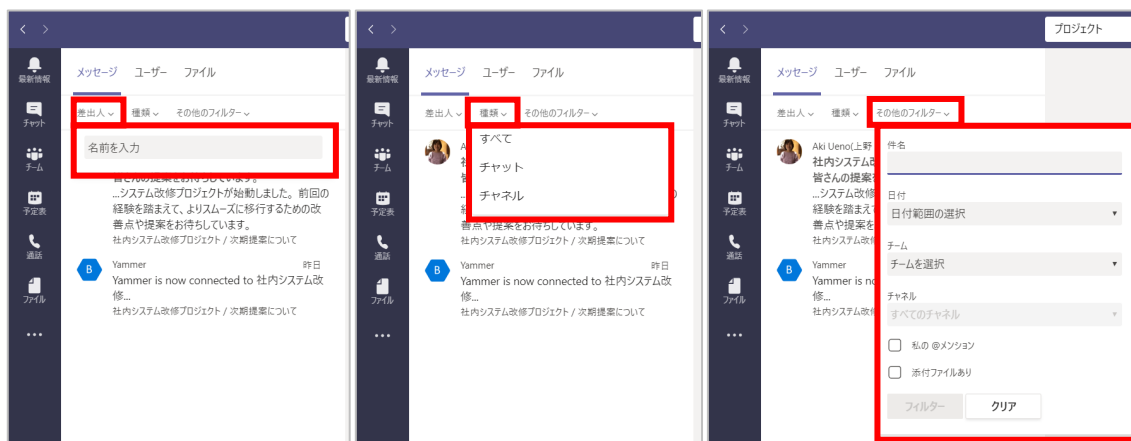 < >
最新情報
チャット
チーム
予定表
通話
ファイル
...
メッセージ ユーザー ファイル
差出人 種類 その他のフィルター
名前を入力
皆さんの提案をお待ちしています。
...システム改修プロジェクトが始動しました。前回の
経験を踏まえて、よりスムーズに移行するための改
善点や提案をお待ちしています。
社内システム改修プロジェクト / 次期提案について
B
Yammer 昨日
Yammer is now connected to 社内システム改
修...
社内システム改修プロジェクト / 次期提案について
< >
最新情報
チャット
チーム
予定表
通話
ファイル
...
メッセージ ユーザー ファイル
差出人 種類 その他のフィルター
すべて
チャット
チャネル
善点や提案をお待ちしています。
社内システム改修プロジェクト / 次期提案について
B
Yammer 昨日
Yammer is now connected to 社内システム改
修...
社内システム改修プロジェクト / 次期提案について
< >
プロジェクト
最新情報
チャット
チーム
予定表
通話
ファイル
...
メッセージ ユーザー ファイル
差出人 種類 その他のフィルター
Aki Ueno(上野
社内システム改
皆さんの提案を
...システム改修
経験を踏まえて
善点や提案を
社内システム改修
B
Yammer
Yammer is no
修...
社内システム改修
件名
日付
日付範囲の選択
チーム
チームを選択
チャネル
すべてのチャネル
私の @メンション
添付ファイルあり
フィルター クリア